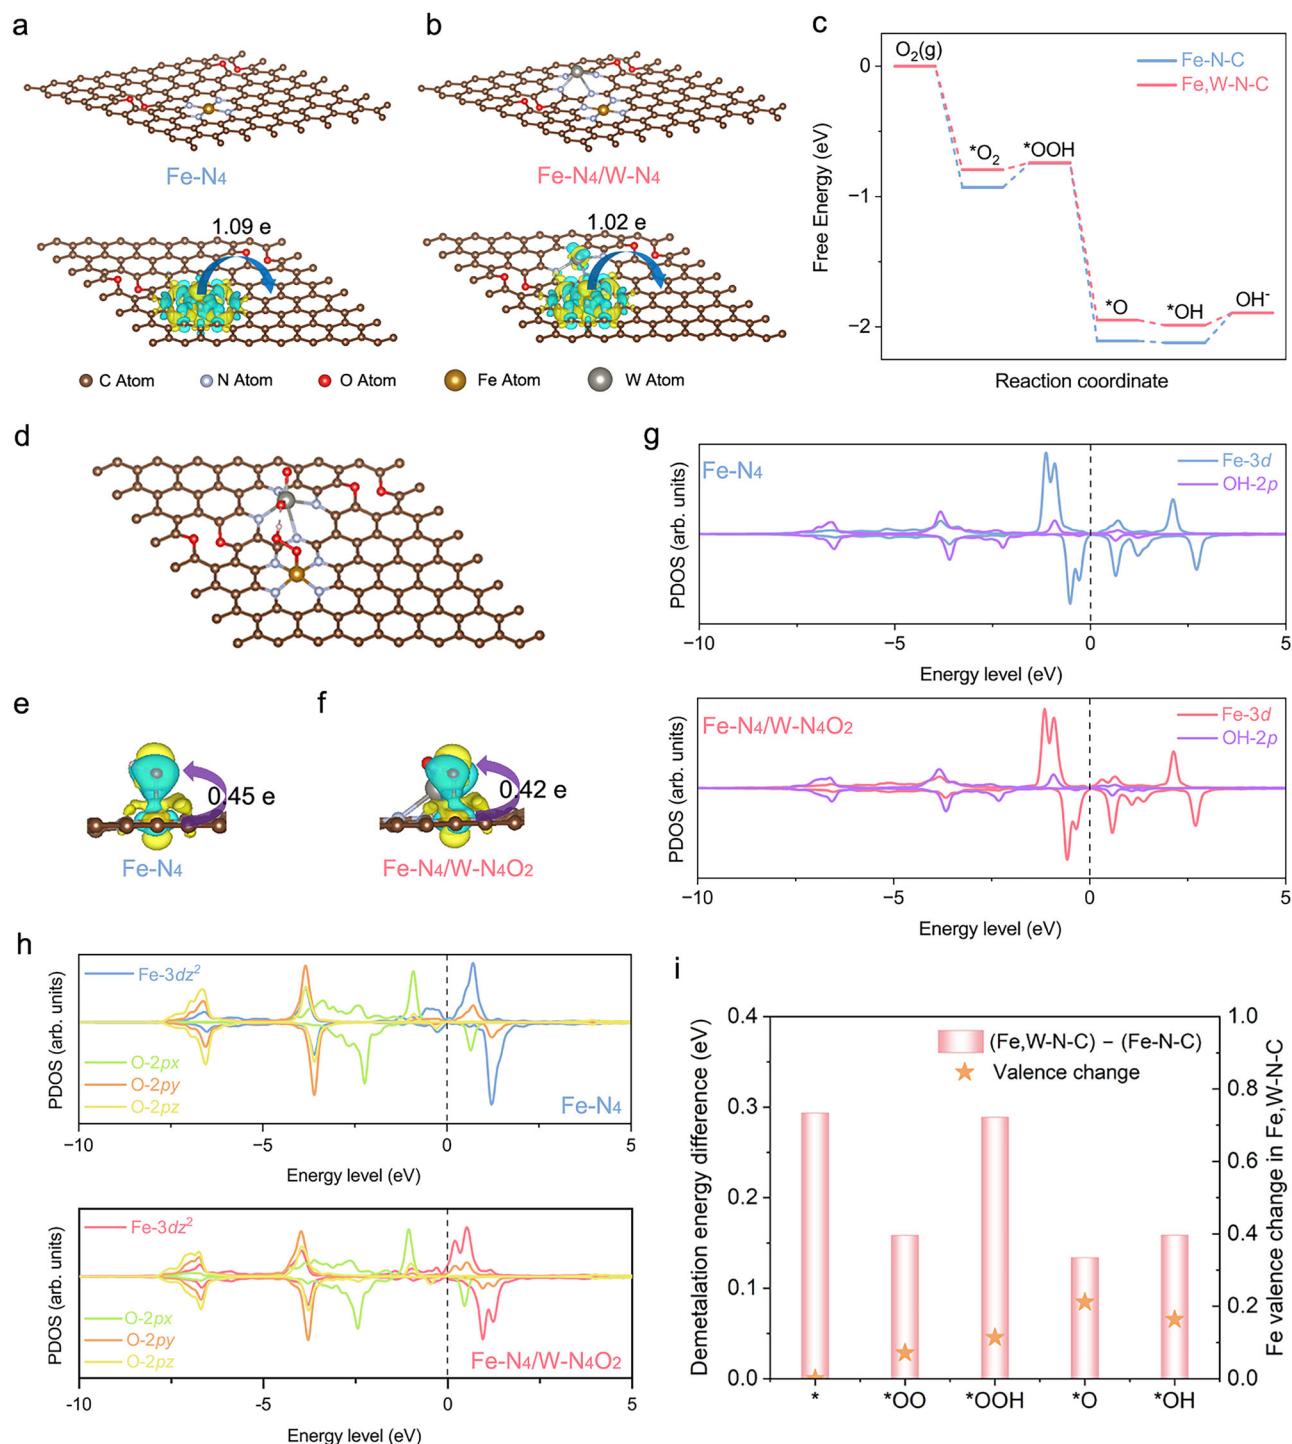 a
b
c
Fe-N₄
Fe-N₄/W-N₄
1.09 e
1.02 e
C Atom
N Atom
O Atom
Fe Atom
W Atom
0
−1
−2
Free Energy (eV)
O₂(g)
*O₂
*OOH
*O
*OH
OH⁻
Fe-N-C
Fe,W-N-C
Reaction coordinate
d
e
f
0.45 e
0.42 e
Fe-N₄
Fe-N₄/W-N₄O₂
g
Fe-N₄
Fe-3d
OH-2p
PDOS (arb. units)
−10
−5
0
5
Energy level (eV)
Fe-N₄/W-N₄O₂
Fe-3d
OH-2p
PDOS (arb. units)
−10
−5
0
5
Energy level (eV)
h
Fe-3dz²
O-2px
O-2py
O-2pz
Fe-N₄
PDOS (arb. units)
−10
−5
0
5
Energy level (eV)
Fe-3dz²
O-2px
O-2py
O-2pz
Fe-N₄/W-N₄O₂
PDOS (arb. units)
-10
-5
0
5
Energy level (eV)
i
(Fe,W-N-C) − (Fe-N-C)
Valence change
Demetalation energy difference (eV)
0.4
0.3
0.2
0.1
0.0
Fe valence change in Fe,W-N-C
1.0
0.8
0.6
0.4
0.2
0.0
*
*OO
*OOH
*O
*OH